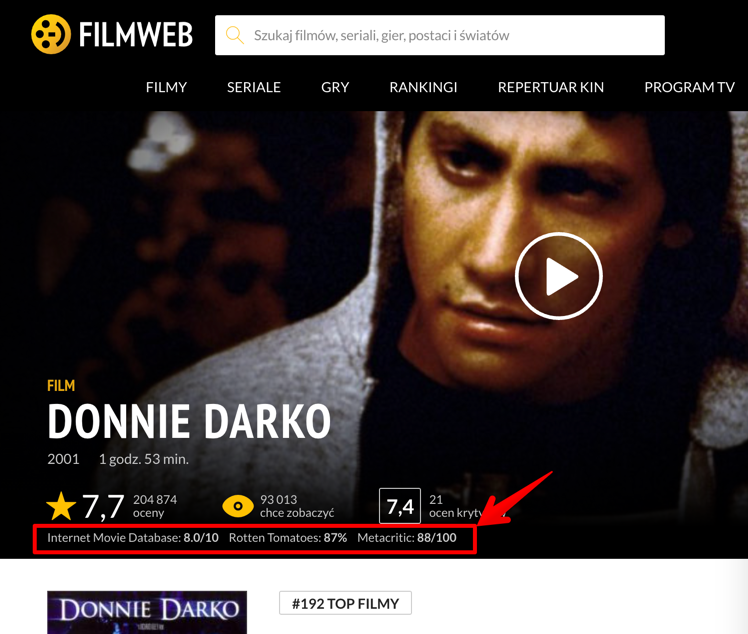 FILMWEB
Szukaj filmów, seriali, gier, postaci i światów
FILMY SERIALE GRY RANKINGI REPERTUAR KIN PROGRAM TV
FILM
DONNIE DARKO
2001 1 godz. 53 min.
7,7 204 874 oceny 93 013 chce zobaczyć 7,4 21 ocen
Internet Movie Database: 8.0/10 Rotten Tomatoes: 87% Metacritic: 88/100
DONNIE DARKO
#192 TOP FILMY